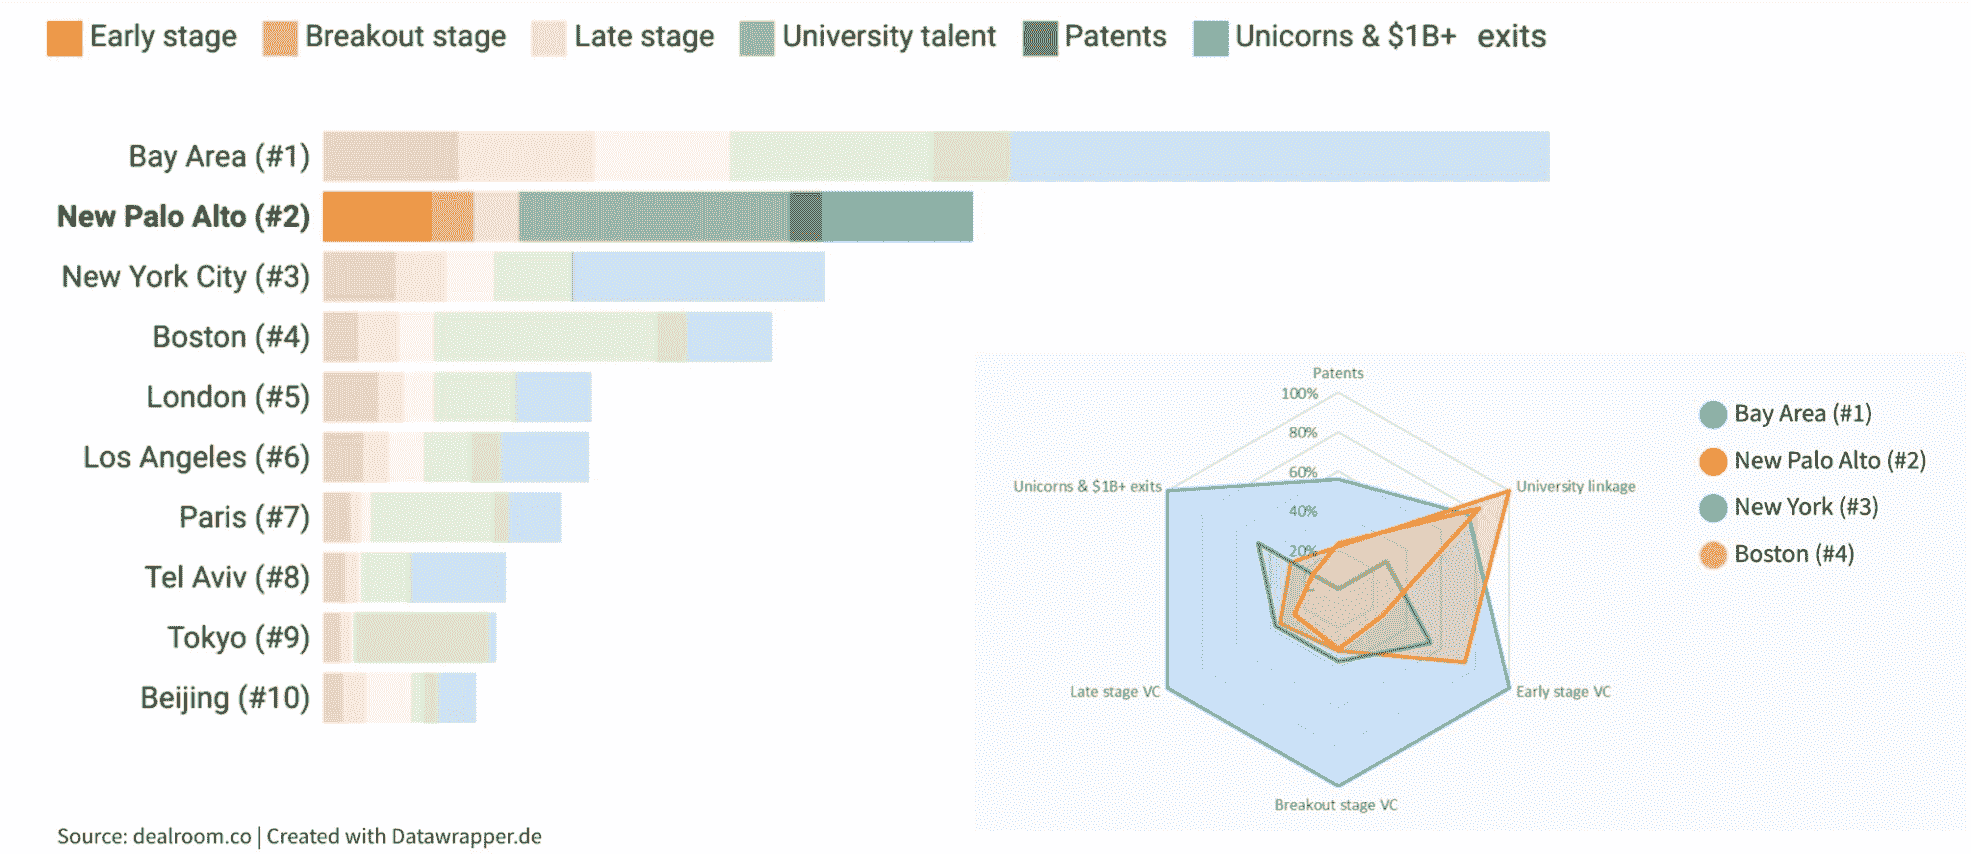 Early stage Breakout stage Late stage University talent Patents Unicorns & $1B+ exits
Bay Area (#1)
New Palo Alto (#2)
New York City (#3)
Boston (#4)
London (#5)
Los Angeles (#6)
Paris (#7)
Tel Aviv (#8)
Tokyo (#9)
Beijing (#10)
Patents
100%
80%
60%
40%
20%
-
Unicorns & $1B+ exits
University linkage
Late stage VC
Early stage VC
Breakout stage VC
Bay Area (#1)
New Palo Alto (#2)
New York (#3)
Boston (#4)
Source: dealroom.co | Created with Datawrapper.de